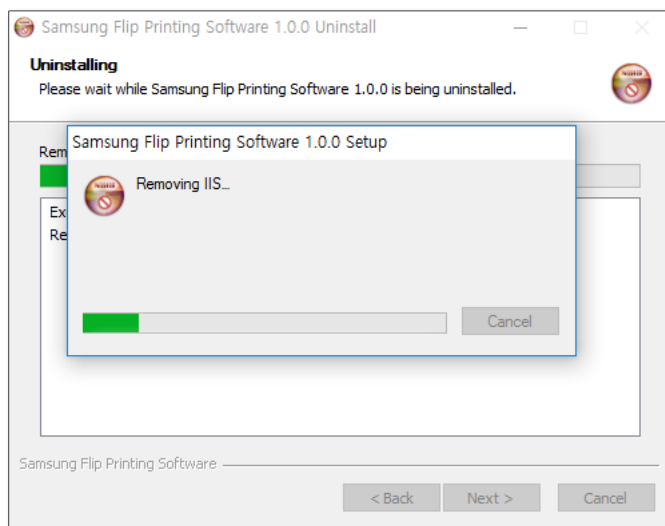 Samsung Flip Printing Software 1.0.0 Uninstall
Uninstalling
Please wait while Samsung Flip Printing Software 1.0.0 is being uninstalled.
Samsung Flip Printing Software 1.0.0 Setup
Removing IIS...
Cancel
Samsung Flip Printing Software
< Back
Next >
Cancel